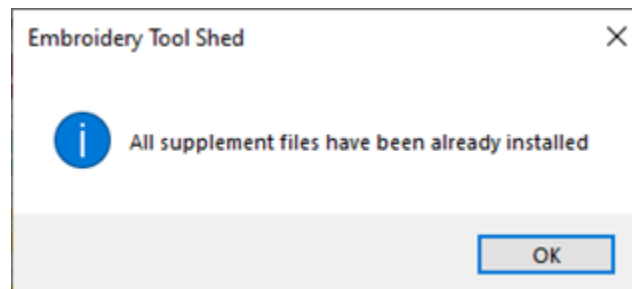 Embroidery Tool Shed
All supplement files have been already installed
OK